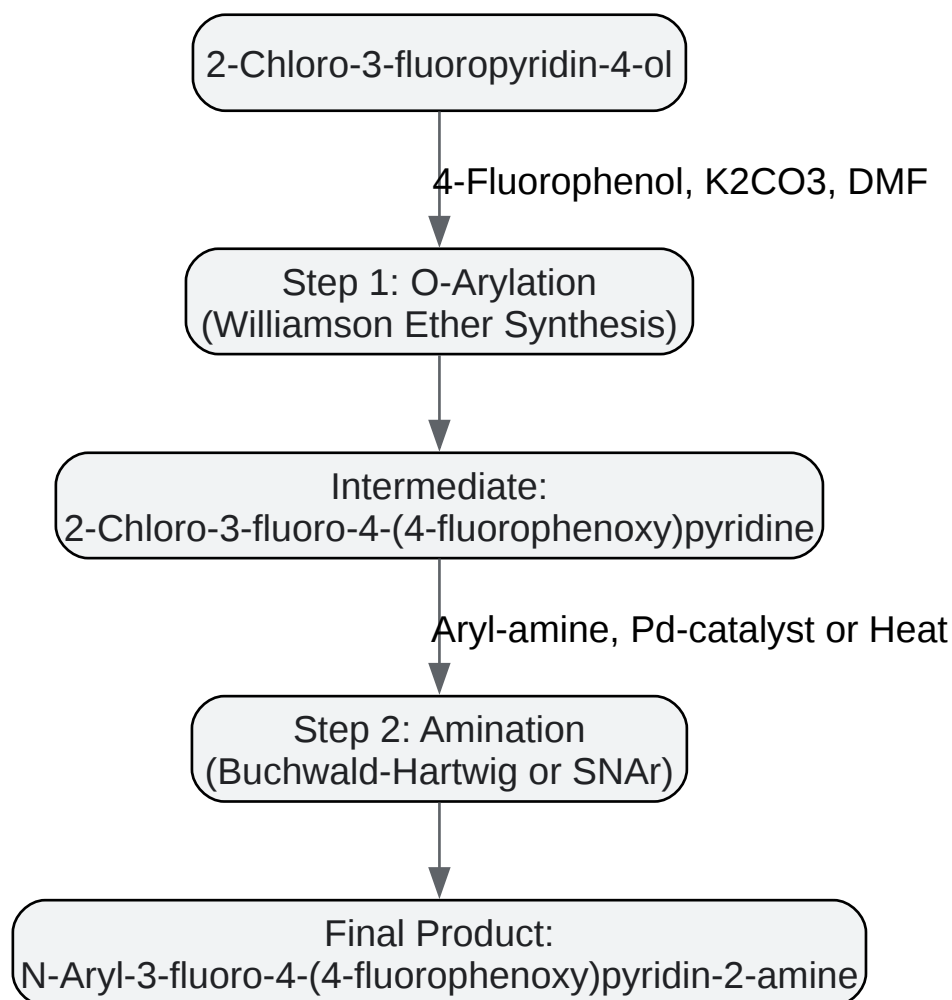 2-Chloro-3-fluoropyridin-4-ol
4-Fluorophenol, K2CO3, DMF
Step 1: O-Arylation
(Williamson Ether Synthesis)
Intermediate:
2-Chloro-3-fluoro-4-(4-fluorophenoxy)pyridine
Aryl-amine, Pd-catalyst or Heat
Step 2: Amination
(Buchwald-Hartwig or SNAr)
Final Product:
N-Aryl-3-fluoro-4-(4-fluorophenoxy)pyridin-2-amine